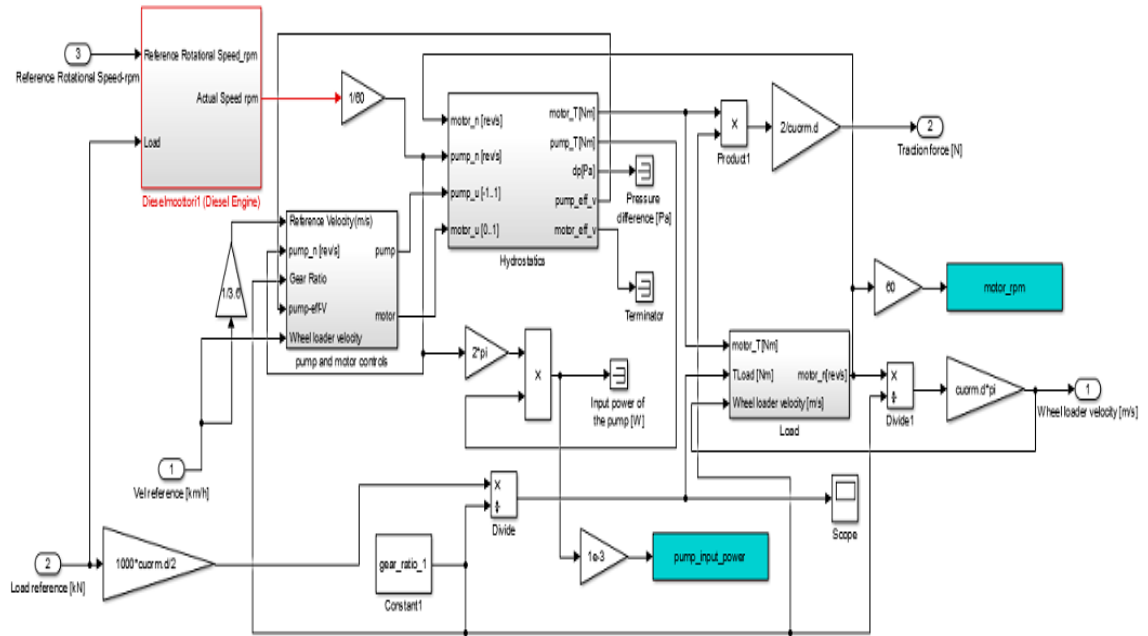 3
Reference Rotational Speed-rpm
Reference Rotational Speed_rpm
Actual Speed rpm
Load
Dieselmoottori1 (Diesel Engine)
1/60
motor_n [rev/s]
pump_n [rev/s]
pump_u [-1..1]
motor_u [0..1]
motor_T[Nm]
pump_T[Nm]
dp[Pa]
pump_eff_v
motor_eff_v
Hydrostatics
Pressure
difference [Pa]
Terminator
×
Product1
2/cuorm.d
2
Traction force [N]
Reference Velocity(m/s)
pump_n [rev/s]
Gear Ratio
pump-eff-V
Wheel loader velocity
pump
motor
pump and motor controls
1/3.6
2*pi
×
Input power of
the pump [W]
60
motor_rpm
motor_T[Nm]
TLoad [Nm]
Wheel loader velocity [m/s]
motor_n[rev/s]
Load
×
÷
Divide1
cuorm.d*pi
1
Wheel loader velocity [m/s]
1
Vel reference [km/h]
2
Load reference [kN]
1000*cuorm.d/2
×
÷
Divide
gear_ratio_1
Constant1
Scope
1e-3
pump_input_power